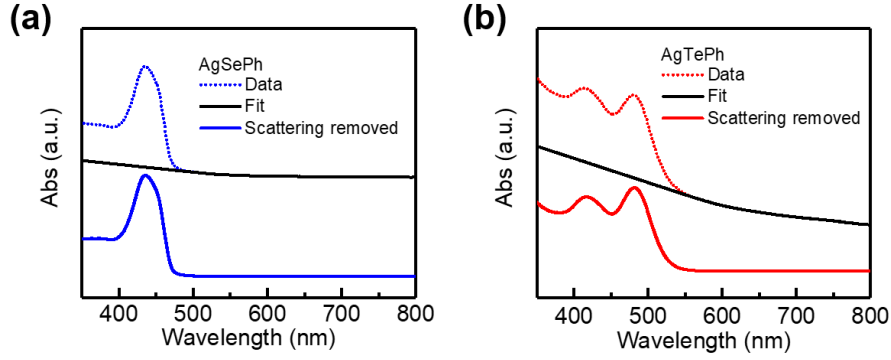 (a)
AgSePh
Data
Fit
Scattering removed
Abs (a.u.)
400 500 600 700 800
Wavelength (nm)
(b)
AgTePh
Data
Fit
Scattering removed
Abs (a.u.)
400 500 600 700 800
Wavelength (nm)